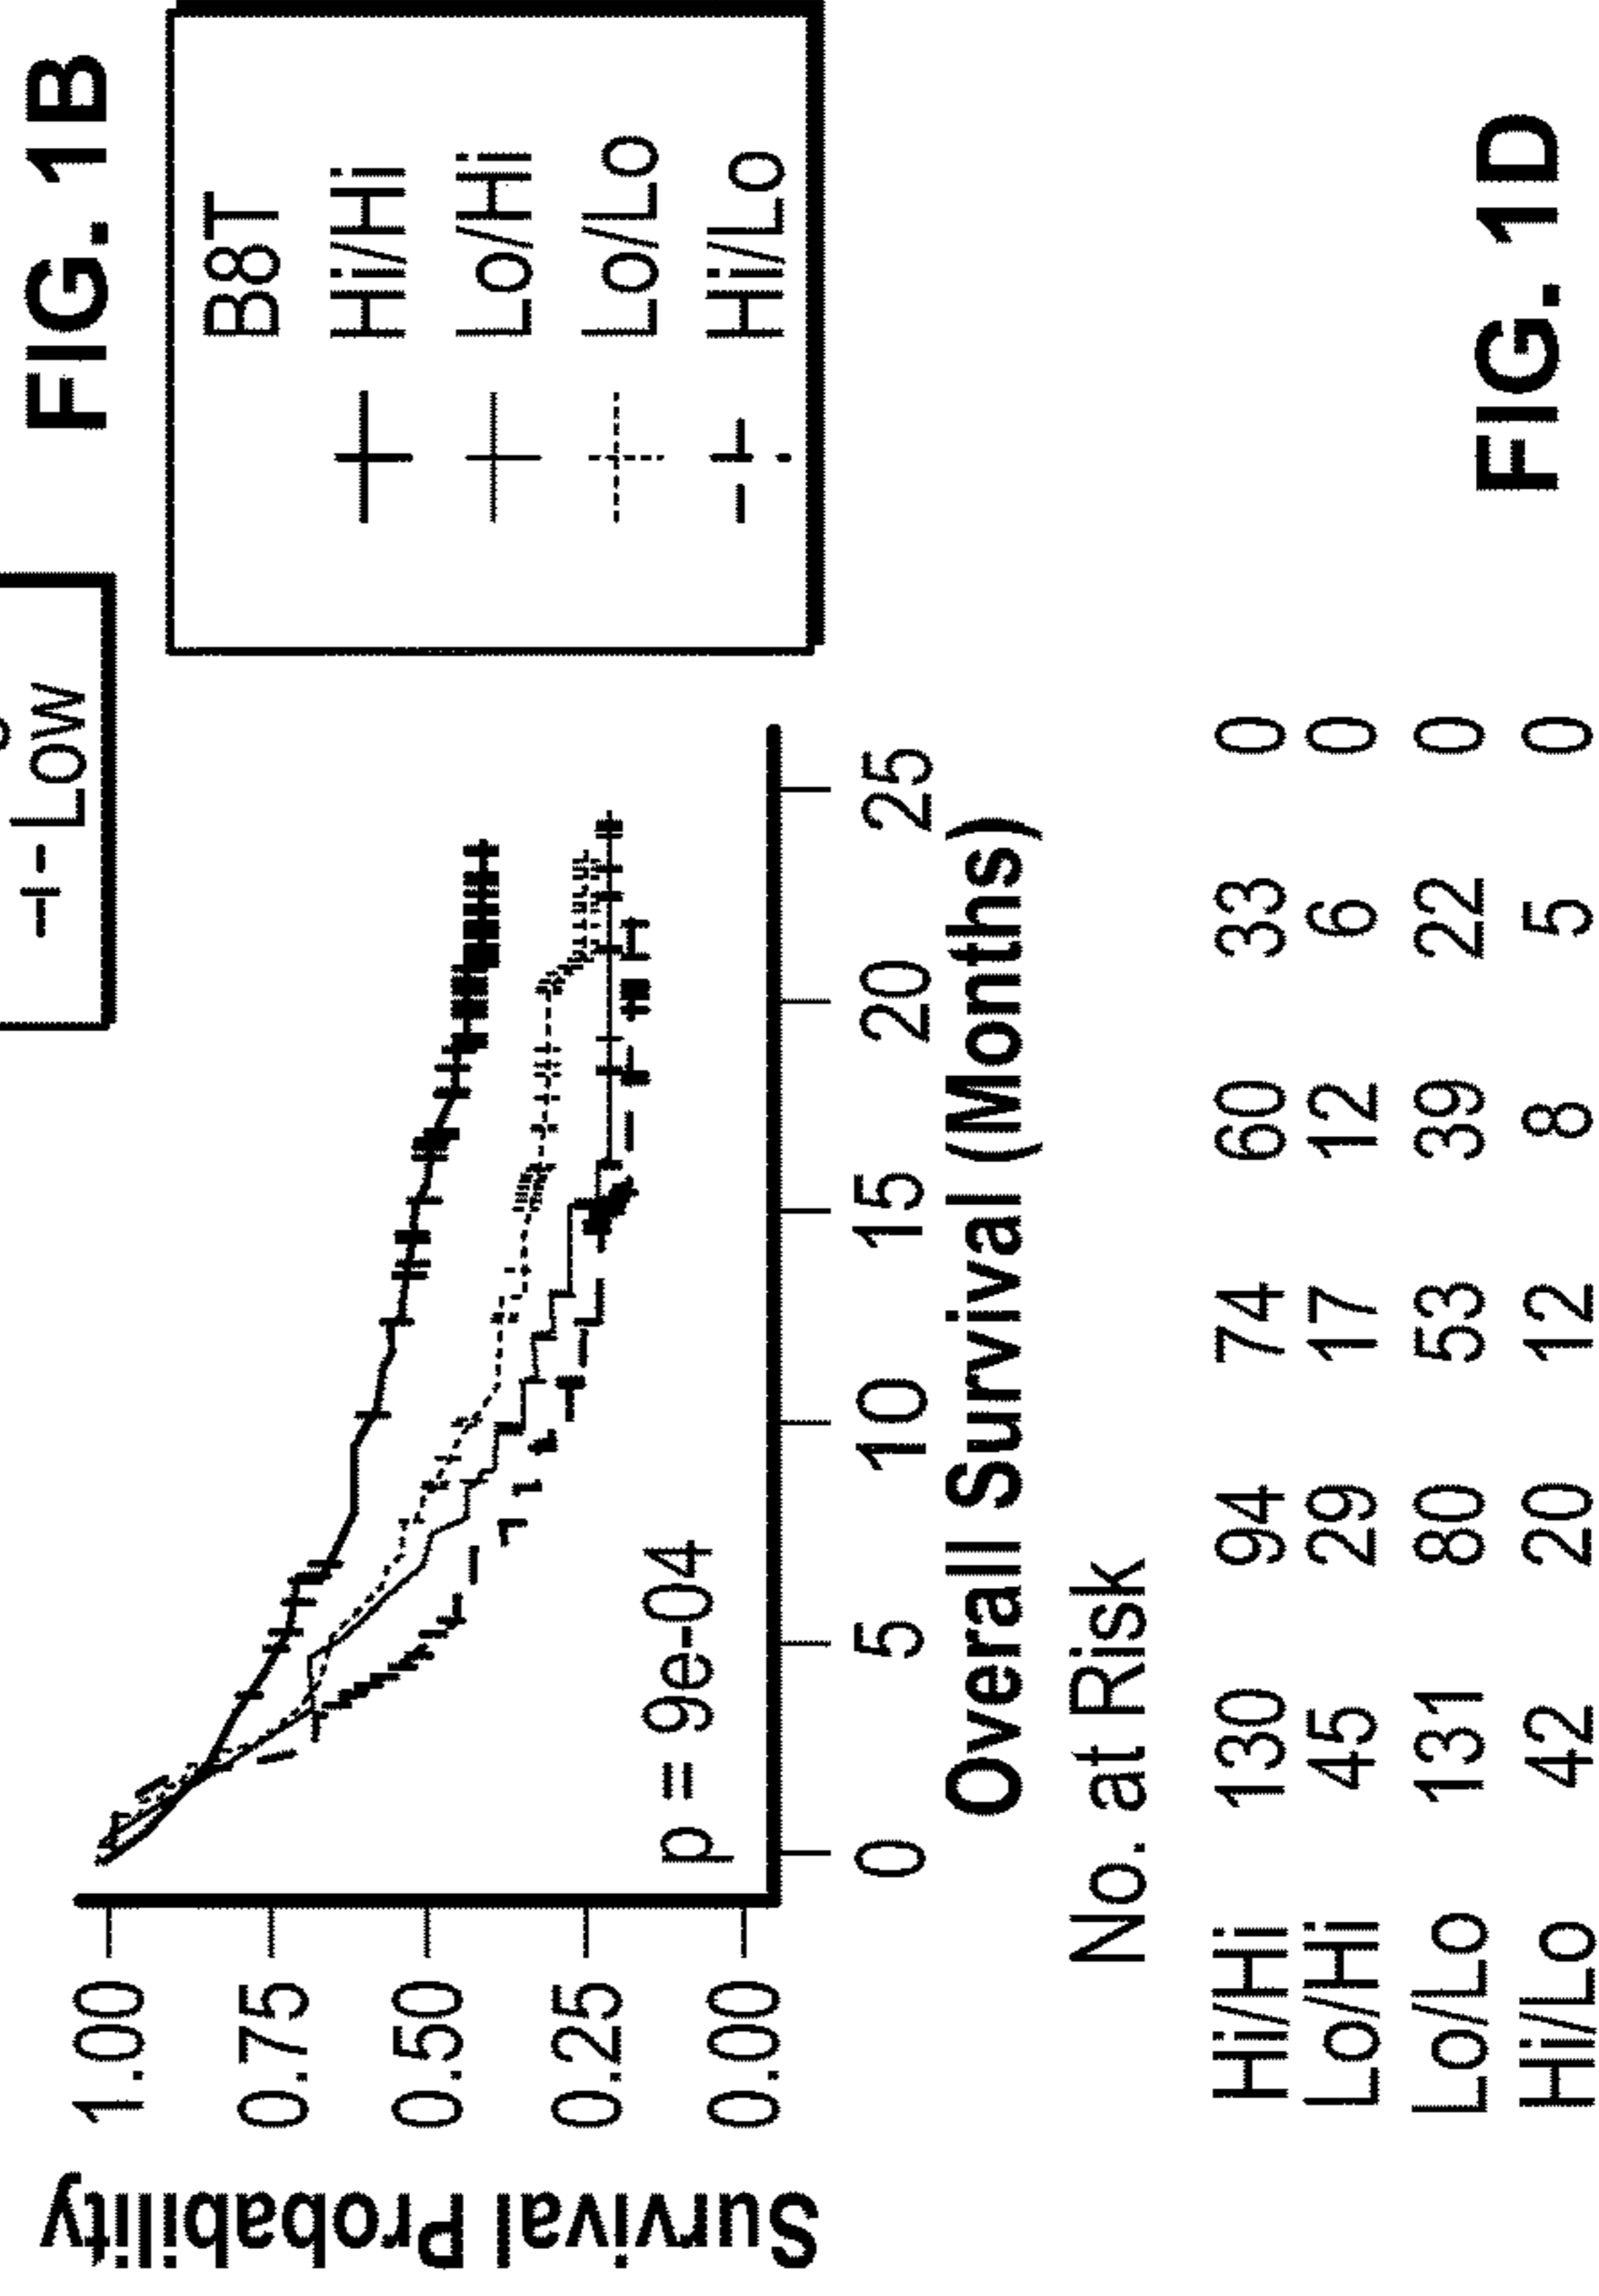 Low
FIG. 1B
B8T
Hi/Hi
Lo/Hi
Lo/Lo
Hi/Lo
Survival Probability
1.00
0.75
0.50
0.25
0.00
p = 9e-04
0 5 10 15 20 25
Overall Survival (Months)
No. at Risk
Hi/Hi 130 94 74 60 33 0
Lo/Hi 45 29 17 12 6 0
Lo/Lo 131 80 53 39 22 0
Hi/Lo 42 20 12 8 5 0
FIG. 1D